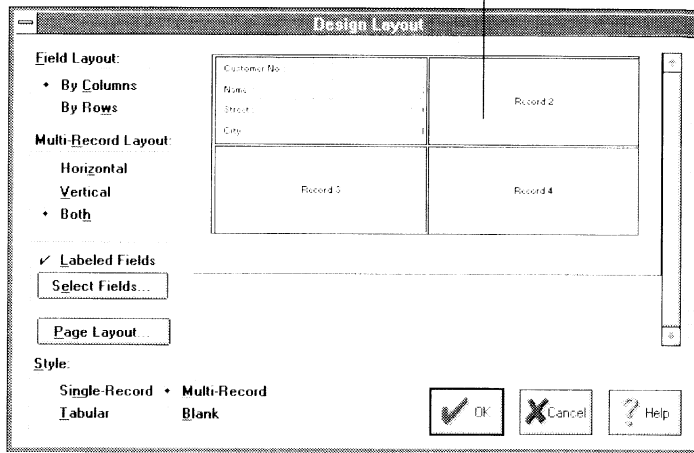 Design Layout
Field Layout:
By Columns
By Rows
Multi-Record Layout:
Horizontal
Vertical
Both
Labeled Fields
Select Fields...
Page Layout...
Style:
Single-Record
Multi-Record
Tabular
Blank
Customer No
Name
Street
City
Record 2
Record 3
Record 4
OK
Cancel
Help